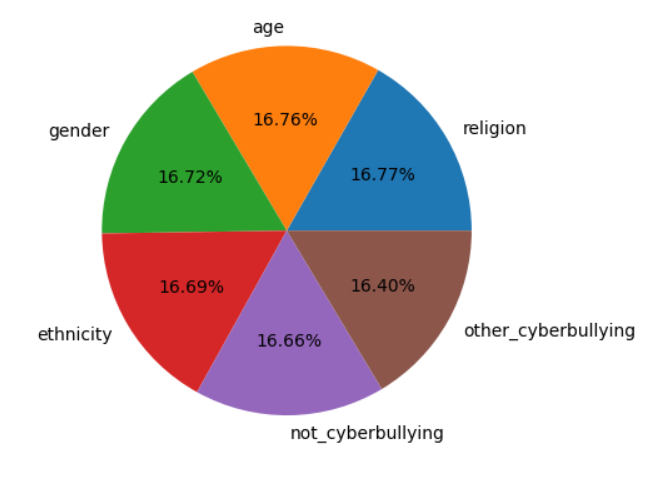 age
gender
religion
16.76%
16.72%
16.77%
16.69%
16.40%
16.66%
ethnicity
other_cyberbullying
not_cyberbullying